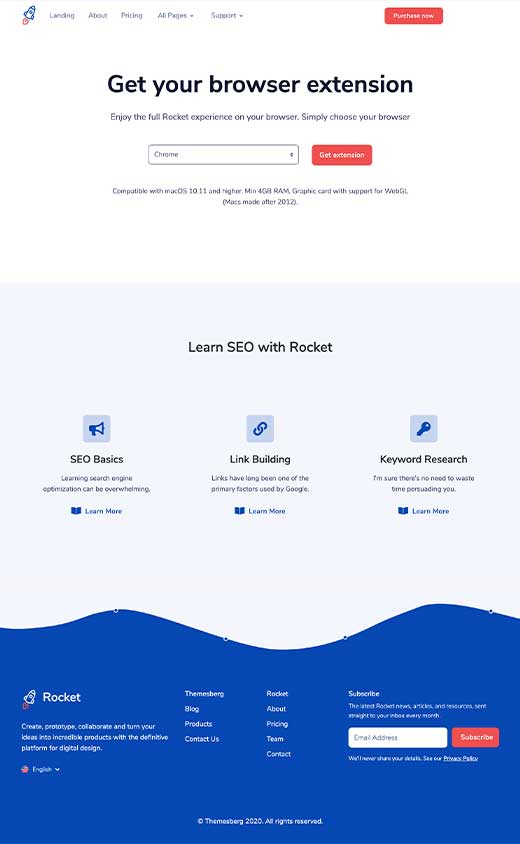 Landing About Pricing All Pages Support Purchase now
Get your browser extension
Enjoy the full Rocket experience on your browser. Simply choose your browser
Chrome Get extension
Compatible with macOS 10.11 and higher. Min 4GB RAM, Graphic card with support for WebGL
(Macs made after 2012).
Learn SEO with Rocket
SEO Basics
Learning search engine
optimization can be overwhelming.
Learn More
Link Building
Links have long been one of the
primary factors used by Google.
Learn More
Keyword Research
I'm sure there's no need to waste
time persuading you.
Learn More
Rocket
Create, prototype, collaborate and turn your
ideas into incredible products with the definitive
platform for digital design.
English
Themesberg
Blog
Products
Contact Us
Rocket
About
Pricing
Team
Contact
Subscribe
The latest Rocket news, articles, and resources, sent
straight to your inbox every month.
Email Address Subscribe
We'll never share your details. See our Privacy Policy
© Themesberg 2020. All rights reserved.